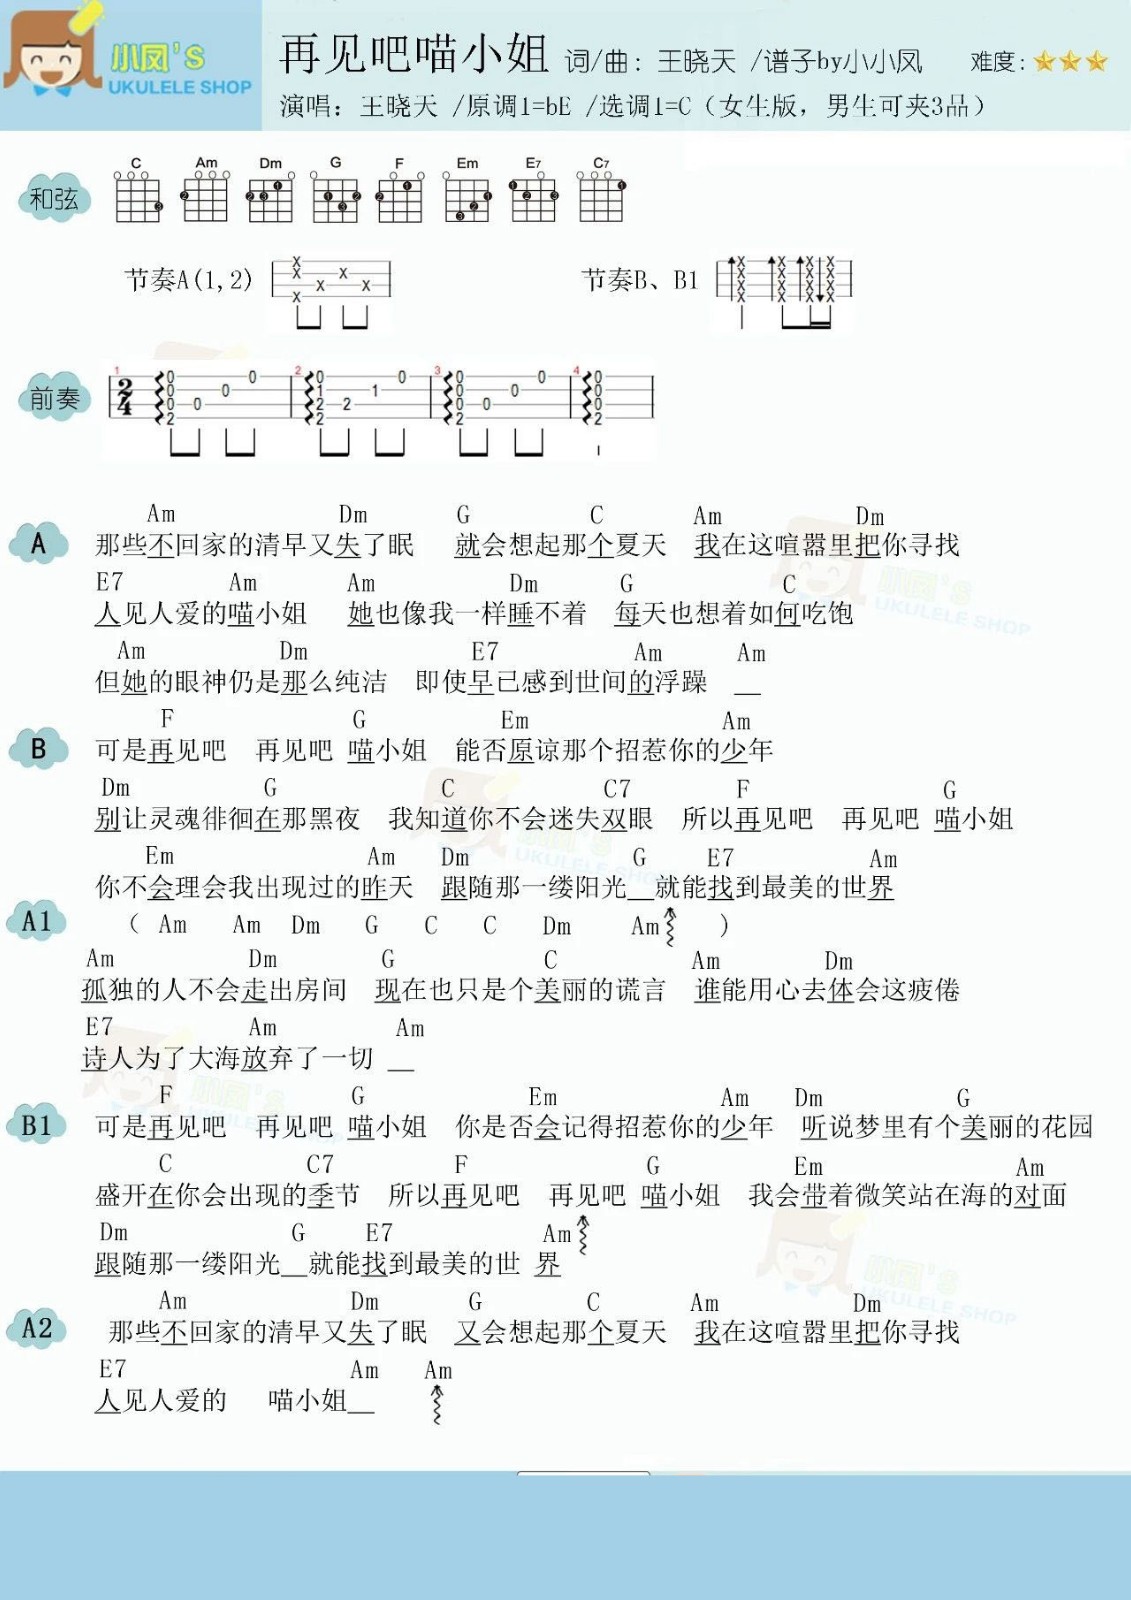 小凤's
UKULELE SHOP
再见吧喵小姐 词/曲：王晓天 /谱子by小小凤 难度:
演唱：王晓天 /原调1=bE /选调1=C（女生版，男生可夹3品）
和弦 C Am Dm G F Em E7 C7
节奏A(1,2) 节奏B、B1
前奏
1 2 3 4
2/4
Am Dm G C Am Dm
A 那些不回家的清早又失了眠 就会想起那个夏天 我在这喧嚣里把你寻找
E7 Am Am Dm G C
人见人爱的喵小姐 她也像我一样睡不着 每天也想着如何吃饱
Am Dm E7 Am Am
但她的眼神仍是那么纯洁 即使早已感到世间的浮躁 __
F G Em Am
B 可是再见吧 再见吧 喵小姐 能否原谅那个招惹你的少年
Dm G C C7 F G
别让灵魂徘徊在那黑夜 我知道你不会迷失双眼 所以再见吧 再见吧 喵小姐
Em Am Dm G E7 Am
你不会理会我出现过的昨天 跟随那一缕阳光__就能找到最美的世界
A1 （ Am Am Dm G C C Dm Am ）
Am Dm G C Am Dm
孤独的人不会走出房间 现在也只是个美丽的谎言 谁能用心去体会这疲倦
E7 Am Am
诗人为了大海放弃了一切 __
F G Em Am Dm G
B1 可是再见吧 再见吧 喵小姐 你是否会记得招惹你的少年 听说梦里有个美丽的花园
C C7 F G Em Am
盛开在你会出现的季节 所以再见吧 再见吧 喵小姐 我会带着微笑站在海的对面
Dm G E7 Am
跟随那一缕阳光__就能找到最美的世 界
Am Dm G C Am Dm
A2 那些不回家的清早又失了眠 又会想起那个夏天 我在这喧嚣里把你寻找
E7 Am Am
人见人爱的 喵小姐__